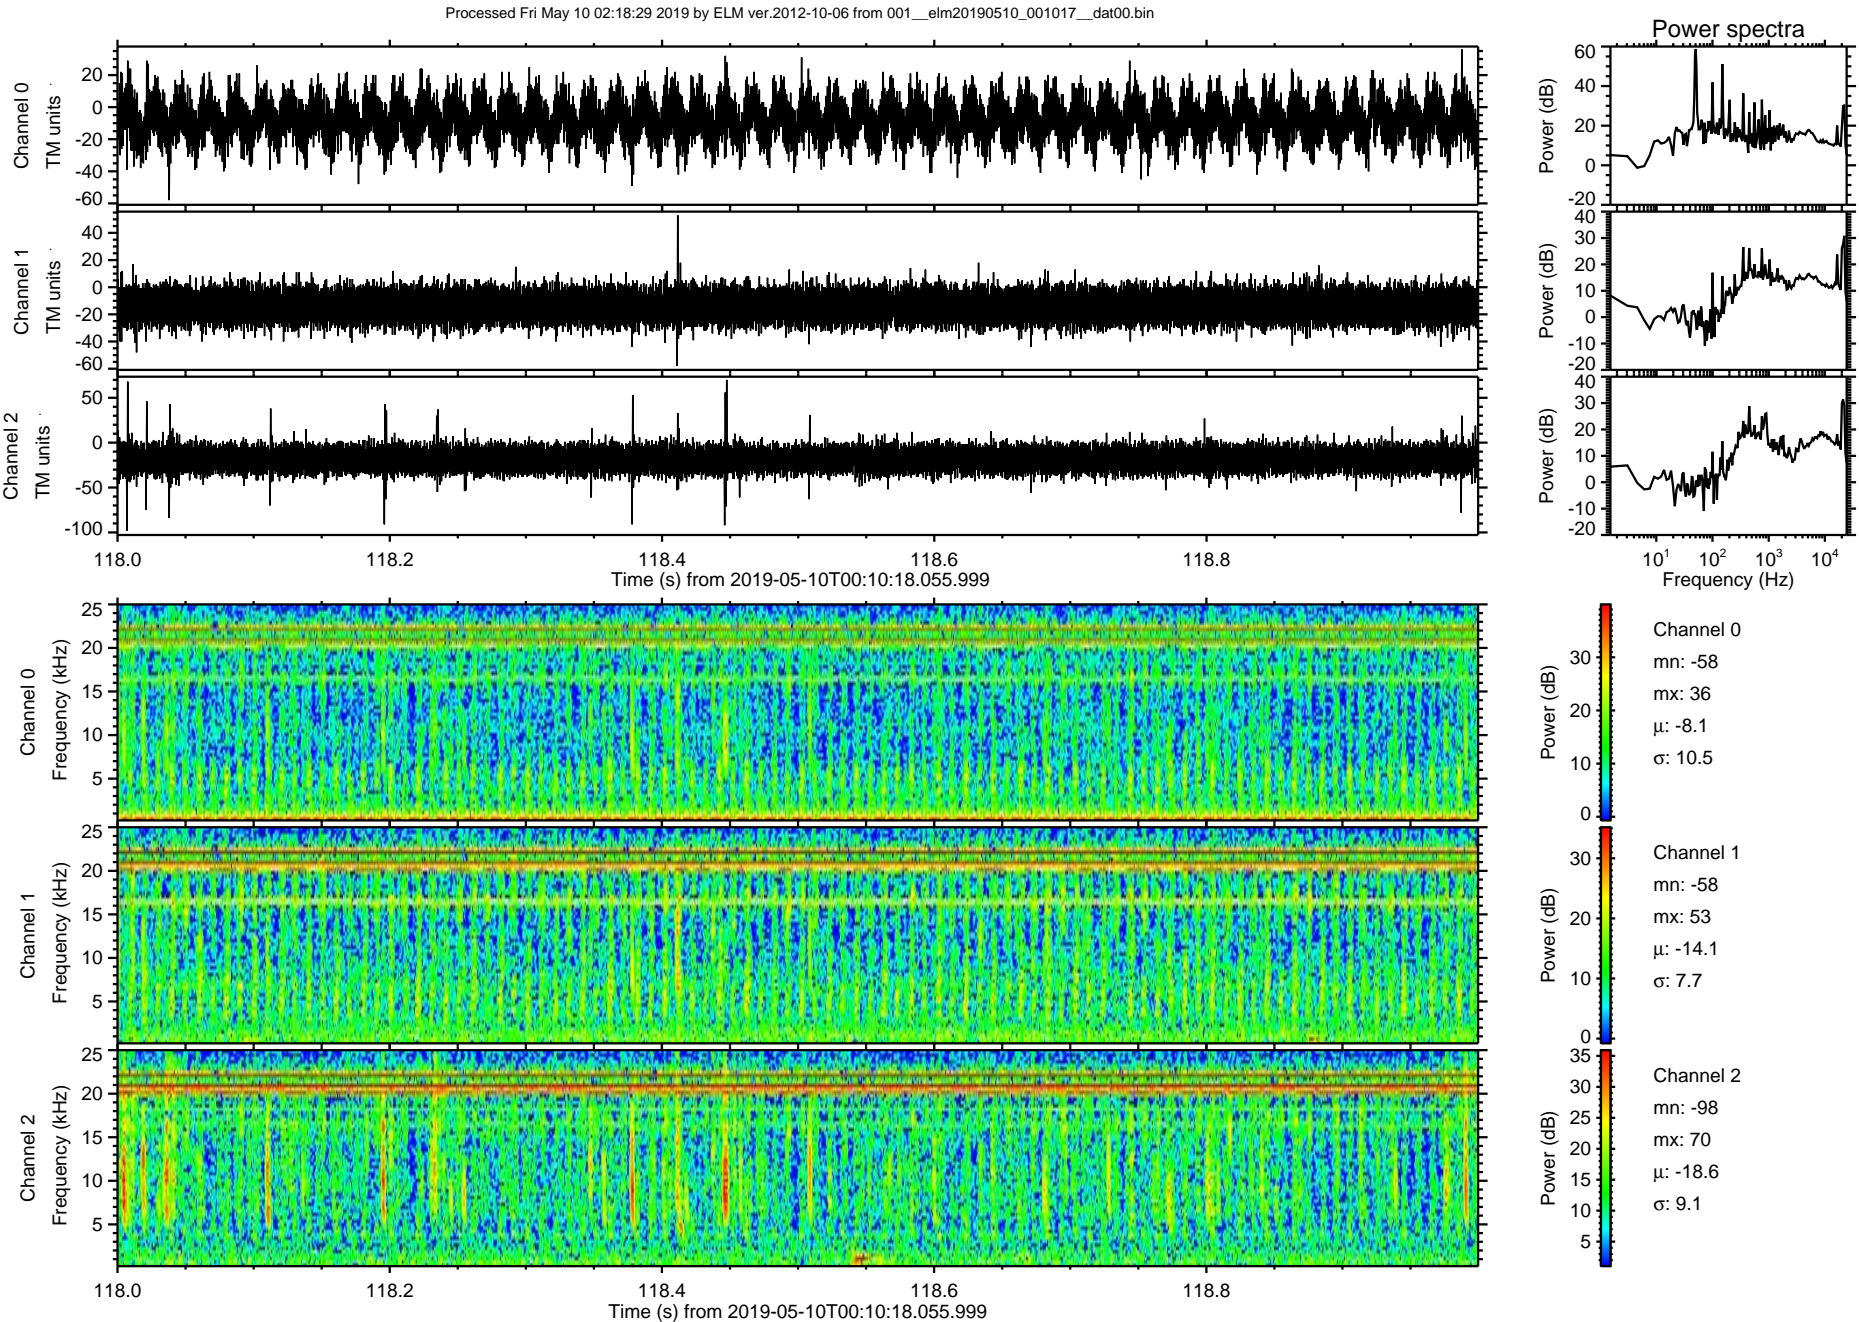 Processed Fri May 10 02:18:29 2019 by ELM ver.2012-10-06 from 001__elm20190510_001017__dat00.bin
Power spectra
Channel 0
TM units
20
0
-20
-40
-60
Power (dB)
60
40
20
0
-20
Channel 1
TM units
40
20
0
-20
-40
-60
Power (dB)
40
30
20
10
0
-10
-20
Channel 2
TM units
50
0
-50
-100
Power (dB)
40
30
20
10
0
-10
-20
118.0 118.2 118.4 118.6 118.8
Time (s) from 2019-05-10T00:10:18.055.999
10^1 10^2 10^3 10^4
Frequency (Hz)
Channel 0
Frequency (kHz)
25
20
15
10
5
Power (dB)
30
20
10
0
Channel 0
mn: -58
mx: 36
µ: -8.1
σ: 10.5
Channel 1
Frequency (kHz)
25
20
15
10
5
Power (dB)
30
20
10
0
Channel 1
mn: -58
mx: 53
µ: -14.1
σ: 7.7
Channel 2
Frequency (kHz)
25
20
15
10
5
Power (dB)
35
30
25
20
15
10
5
Channel 2
mn: -98
mx: 70
µ: -18.6
σ: 9.1
118.0 118.2 118.4 118.6 118.8
Time (s) from 2019-05-10T00:10:18.055.999